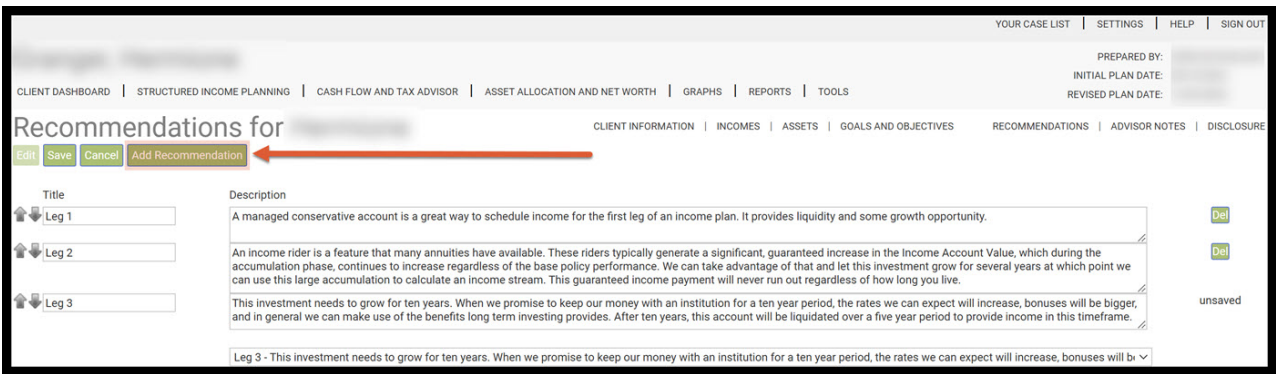 YOUR CASE LIST | SETTINGS | HELP | SIGN OUT
PREPARED BY:
INITIAL PLAN DATE:
REVISED PLAN DATE:
CLIENT DASHBOARD | STRUCTURED INCOME PLANNING | CASH FLOW AND TAX ADVISOR | ASSET ALLOCATION AND NET WORTH | GRAPHS | REPORTS | TOOLS
Recommendations for
CLIENT INFORMATION | INCOMES | ASSETS | GOALS AND OBJECTIVES RECOMMENDATIONS | ADVISOR NOTES | DISCLOSURE
Edit Save Cancel Add Recommendation
Title Description
Leg 1 A managed conservative account is a great way to schedule income for the first leg of an income plan. It provides liquidity and some growth opportunity. Del
Leg 2 An income rider is a feature that many annuities have available. These riders typically generate a significant, guaranteed increase in the Income Account Value, which during the Del
accumulation phase, continues to increase regardless of the base policy performance. We can take advantage of that and let this investment grow for several years at which point we
can use this large accumulation to calculate an income stream. This guaranteed income payment will never run out regardless of how long you live.
Leg 3 This investment needs to grow for ten years. When we promise to keep our money with an institution for a ten year period, the rates we can expect will increase, bonuses will be bigger, unsaved
and in general we can make use of the benefits long term investing provides. After ten years, this account will be liquidated over a five year period to provide income in this timeframe.
Leg 3 - This investment needs to grow for ten years. When we promise to keep our money with an institution for a ten year period, the rates we can expect will increase, bonuses will